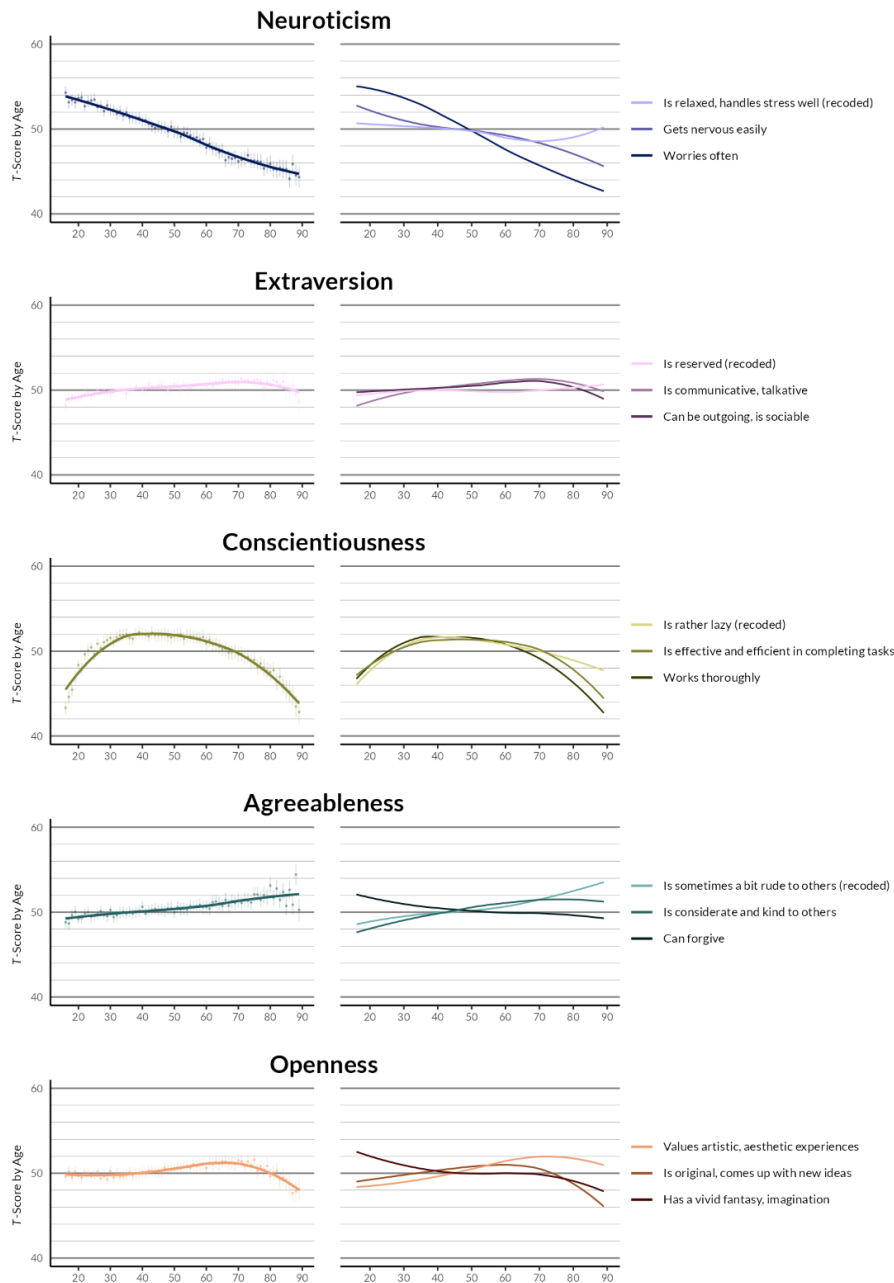 Neuroticism
60
50
40
T-Score by Age
20 30 40 50 60 70 80 90
20 30 40 50 60 70 80 90
Is relaxed, handles stress well (recoded)
Gets nervous easily
Worries often
Extraversion
60
50
40
T-Score by Age
20 30 40 50 60 70 80 90
20 30 40 50 60 70 80 90
Is reserved (recoded)
Is communicative, talkative
Can be outgoing, is sociable
Conscientiousness
60
50
40
T-Score by Age
20 30 40 50 60 70 80 90
20 30 40 50 60 70 80 90
Is rather lazy (recoded)
Is effective and efficient in completing tasks
Works thoroughly
Agreeableness
60
50
40
T-Score by Age
20 30 40 50 60 70 80 90
20 30 40 50 60 70 80 90
Is sometimes a bit rude to others (recoded)
Is considerate and kind to others
Can forgive
Openness
60
50
40
T-Score by Age
20 30 40 50 60 70 80 90
20 30 40 50 60 70 80 90
Values artistic, aesthetic experiences
Is original, comes up with new ideas
Has a vivid fantasy, imagination